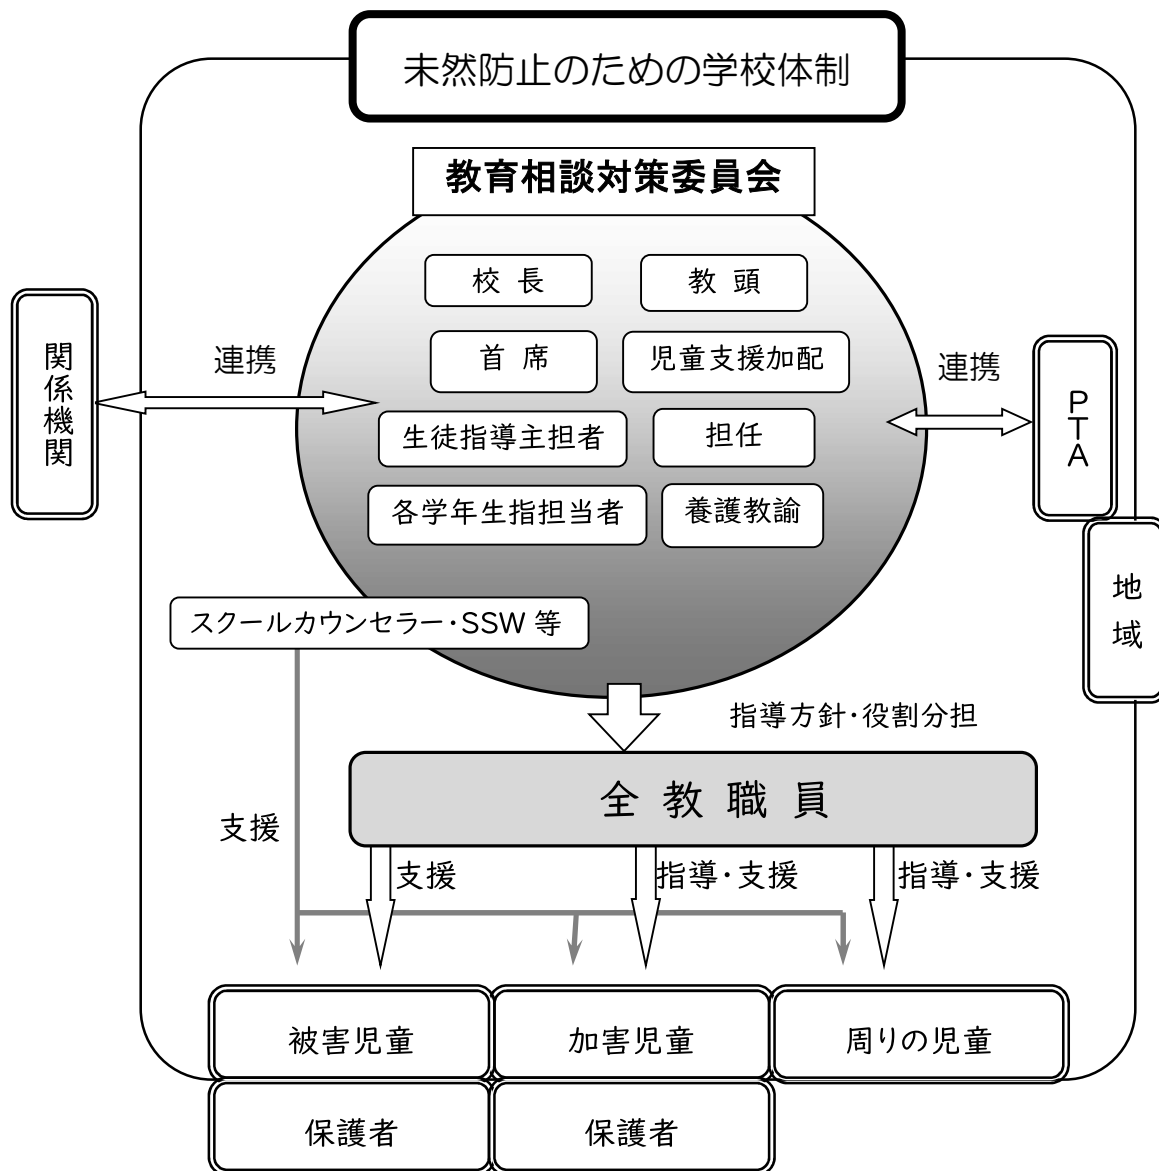 未然防止のための学校体制
教育相談対策委員会
校 長
教 頭
首 席
児童支援加配
生徒指導主担者
担任
各学年生指担当者
養護教諭
スクールカウンセラー・SSW 等
関係機関
連携
連携
PTA
地域
指導方針・役割分担
全 教 職 員
支援
支援
指導・支援
指導・支援
被害児童
加害児童
周りの児童
保護者
保護者